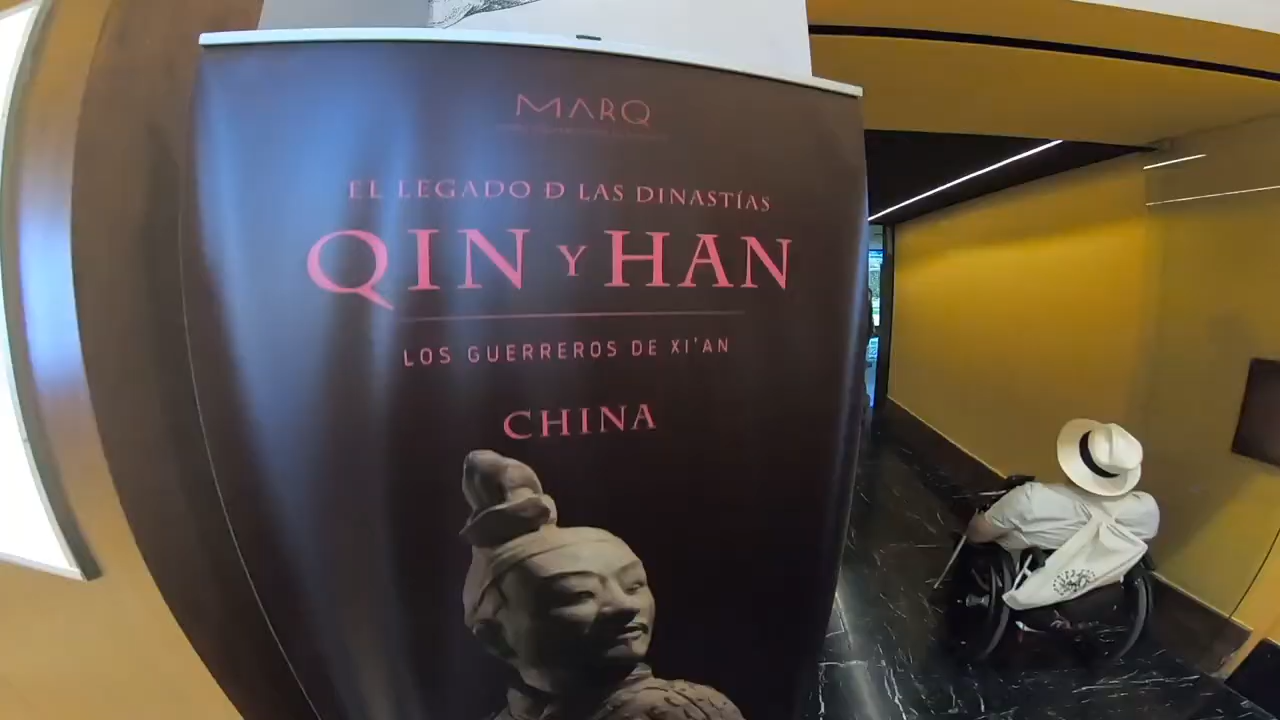 MARQ
EL LEGADO D LAS DINASTÍAS
QIN Y HAN
LOS GUERREROS DE XI'AN
CHINA